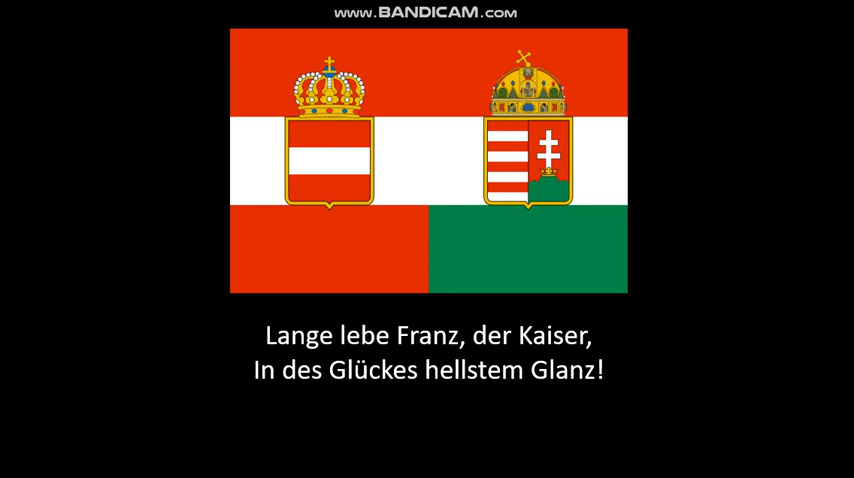 www.BANDICAM.com
Lange lebe Franz, der Kaiser,
In des Glückes hellstem Glanz!